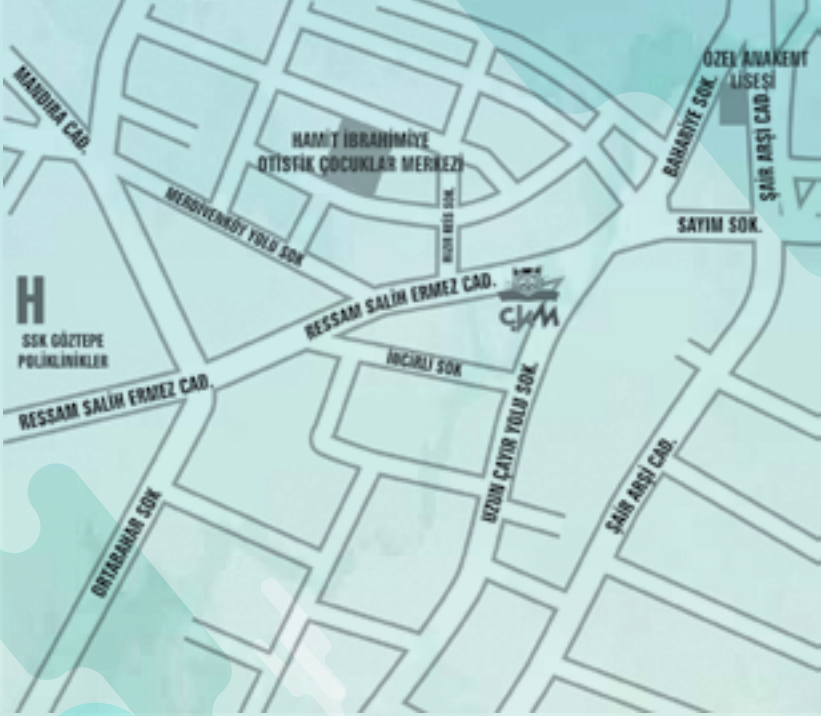 ÖZEL ANAKENT
LİSESİ
MANDIRA CAD.
BAHARİYE SOK.
ŞAİR ARŞI CAD.
HAMİT İBRAHİMİYE
OTİSTİK ÇOCUKLAR MERKEZİ
MERDİVENKÖY YOLU SOK
SOK.
SAYIM SOK.
RESSAM SALİH ERMEZ CAD.
H
SSK GÖZTEPE
POLİKLİNİKLER
İNCİRLİ SOK
RESSAM SALİH ERMEZ CAD.
UZUN ÇAYIR YOLU SOK.
ŞAİR ARŞI CAD.
ORTABAHAR SOK